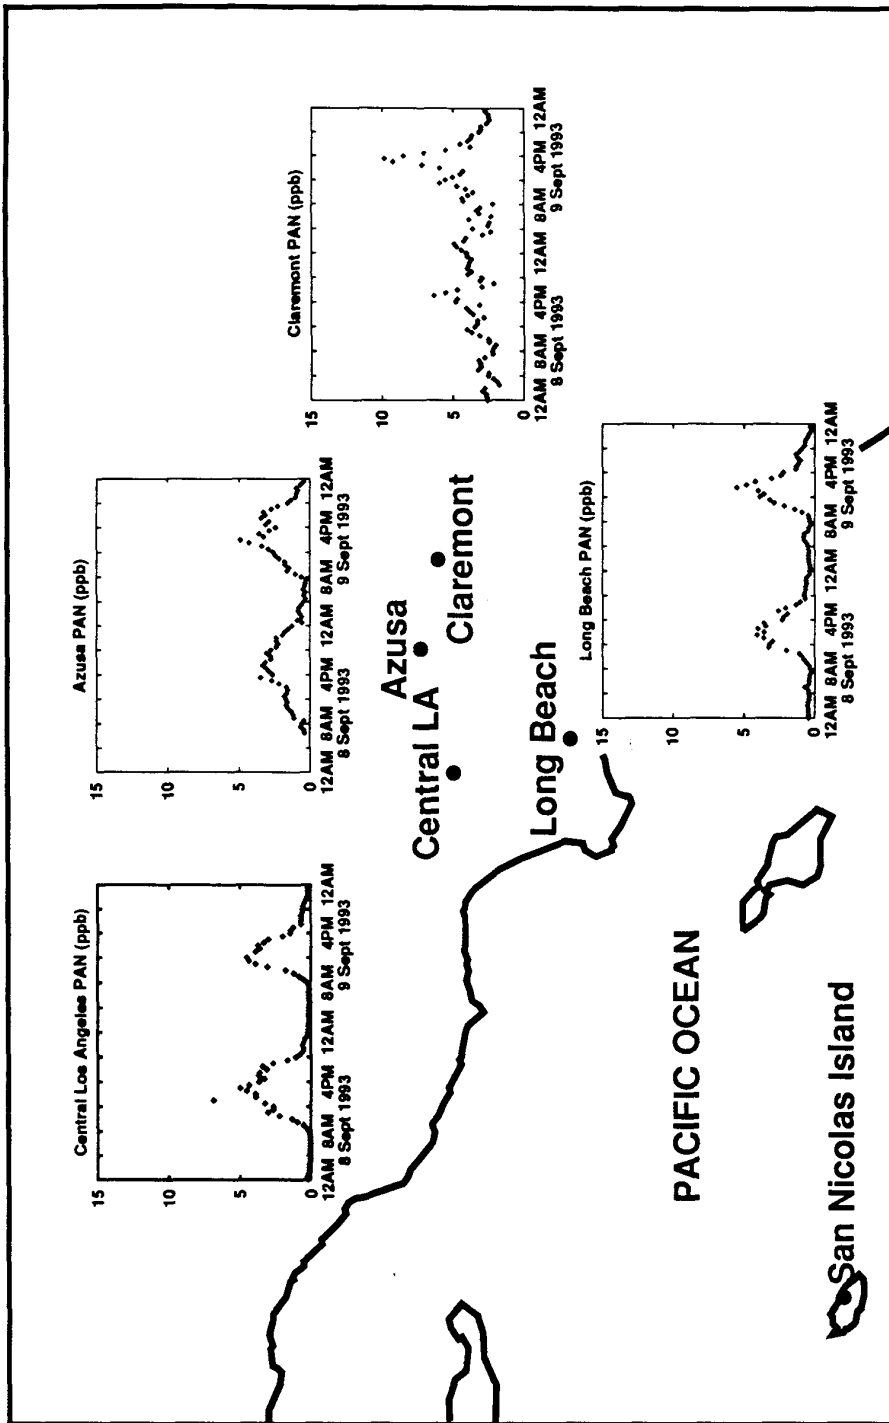 Central Los Angeles PAN (ppb)
15
10
5
0
12AM 8AM 4PM 12AM 8AM 4PM 12AM
8 Sept 1993 9 Sept 1993
Azusa PAN (ppb)
15
10
5
0
12AM 8AM 4PM 12AM 8AM 4PM 12AM
8 Sept 1993 9 Sept 1993
Claremont PAN (ppb)
15
10
5
0
12AM 8AM 4PM 12AM 8AM 4PM 12AM
8 Sept 1993 9 Sept 1993
Azusa
Central LA
Claremont
Long Beach
Long Beach PAN (ppb)
15
10
5
0
12AM 8AM 4PM 12AM 8AM 4PM 12AM
8 Sept 1993 9 Sept 1993
PACIFIC OCEAN
San Nicolas Island